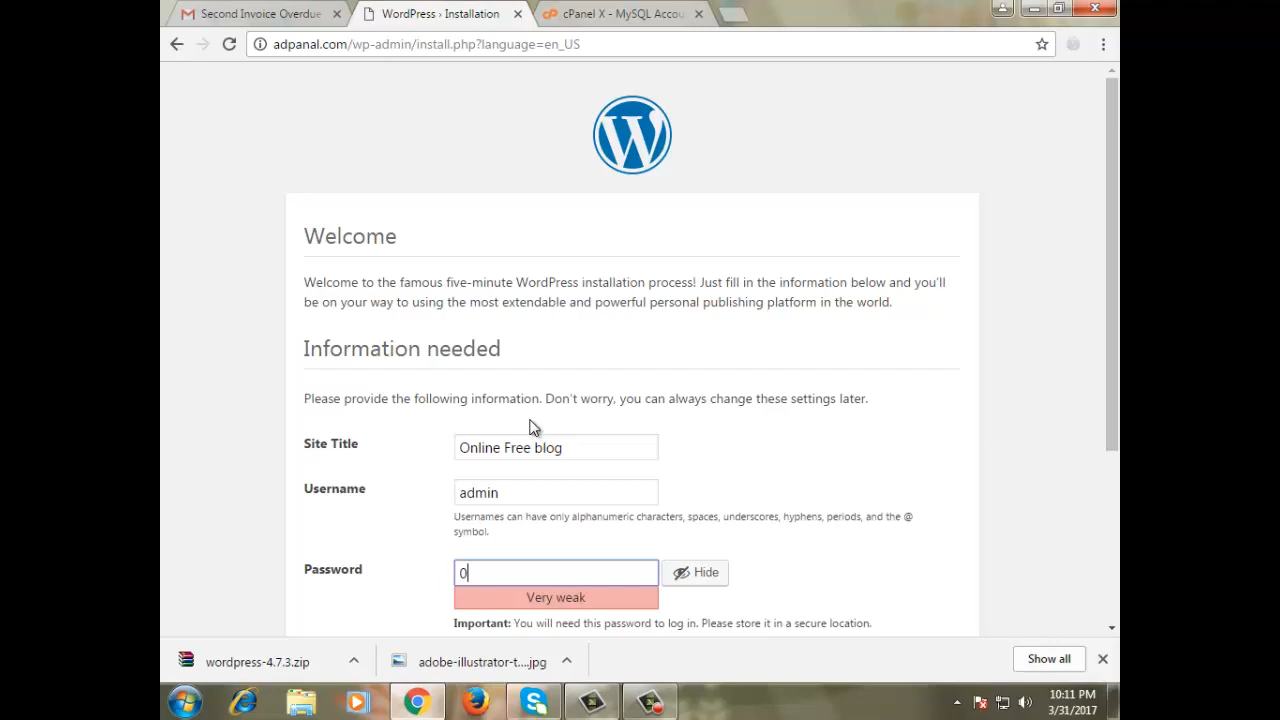 Second Invoice Overdue
WordPress › Installation
cPanel X - MySQL Accou
adpanal.com/wp-admin/install.php?language=en_US
Welcome
Welcome to the famous five-minute WordPress installation process! Just fill in the information below and you'll
be on your way to using the most extendable and powerful personal publishing platform in the world.
Information needed
Please provide the following information. Don't worry, you can always change these settings later.
Site Title
Online Free blog
Username
admin
Usernames can have only alphanumeric characters, spaces, underscores, hyphens, periods, and the @
symbol.
Password
0
Hide
Very weak
Important: You will need this password to log in. Please store it in a secure location.
wordpress-4.7.3.zip
adobe-illustrator-t....jpg
Show all
10:11 PM
3/31/2017